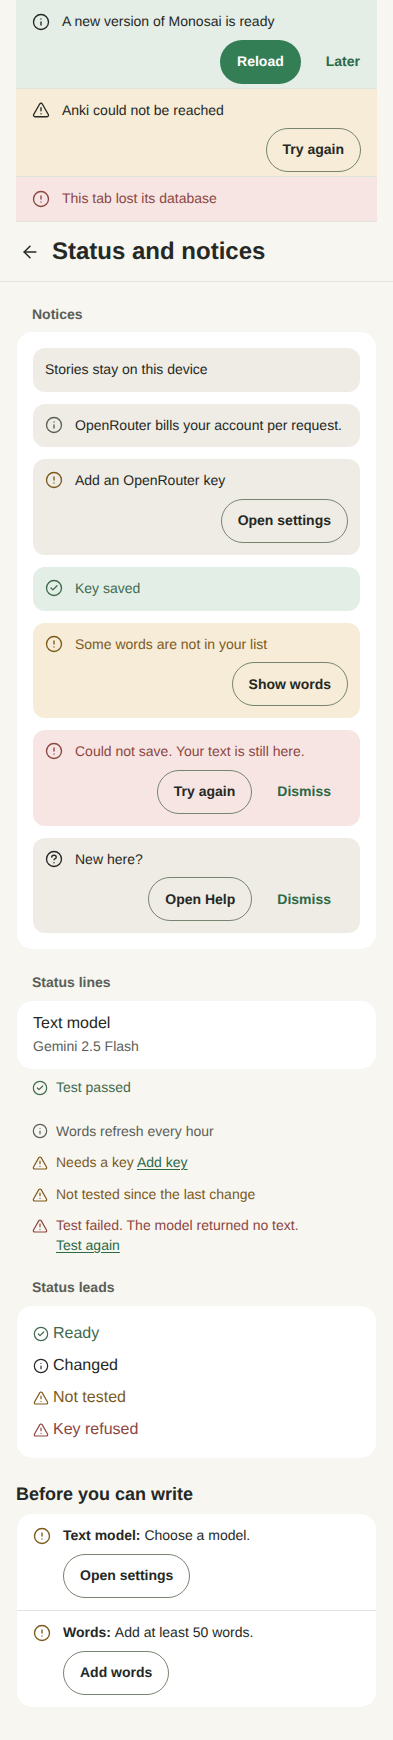 A new version of Monosai is ready
Reload
Later
Anki could not be reached
Try again
This tab lost its database
Status and notices
Notices
Stories stay on this device
OpenRouter bills your account per request.
Add an OpenRouter key
Open settings
Key saved
Some words are not in your list
Show words
Could not save. Your text is still here.
Try again
Dismiss
New here?
Open Help
Dismiss
Status lines
Text model
Gemini 2.5 Flash
Test passed
Words refresh every hour
Needs a key Add key
Not tested since the last change
Test failed. The model returned no text.
Test again
Status leads
Ready
Changed
Not tested
Key refused
Before you can write
Text model: Choose a model.
Open settings
Words: Add at least 50 words.
Add words